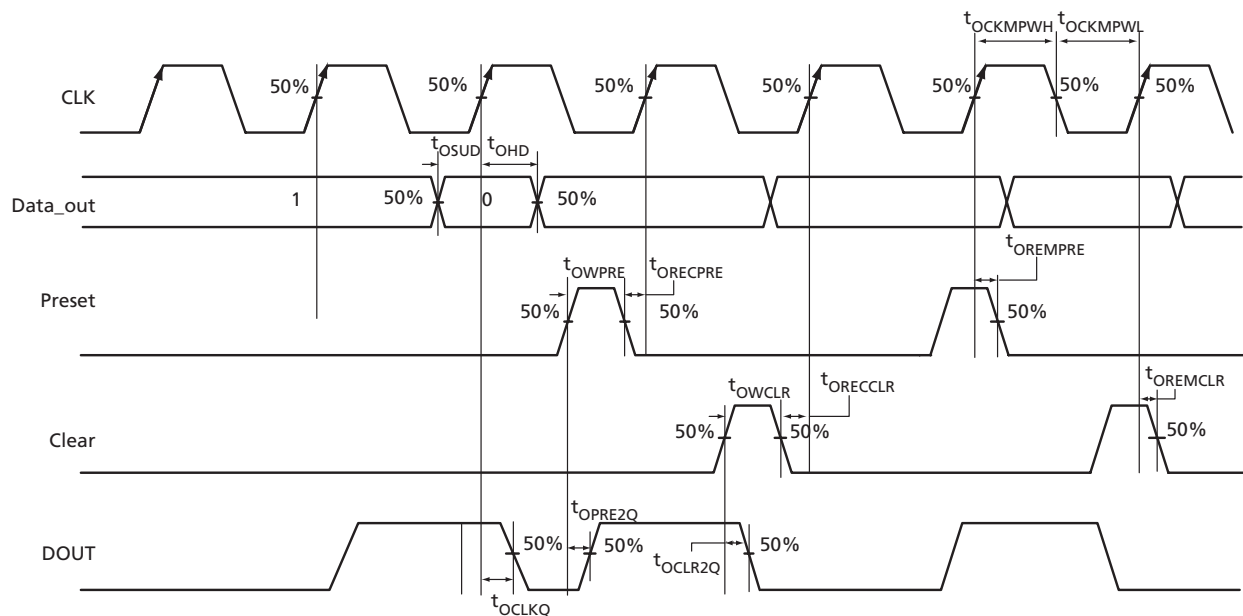 tOCKMPWH tOCKMPWL
CLK 50% 50% 50% 50% 50% 50% 50%
tOSUD tOHD
Data_out 1 50% 0 50%
tOREMPRE
tOWPRE tORECPRE
Preset 50% 50% 50%
tOWCLR tORECCLR tOREMCLR
Clear 50% 50% 50%
tOPRE2Q
DOUT 50% 50% 50%
tOCLR2Q
tOCLKQ